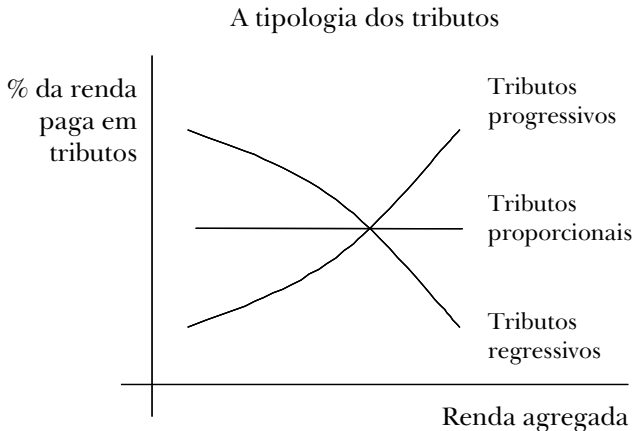 A tipologia dos tributos
% da renda
paga em
tributos
Tributos
progressivos
Tributos
proporcionais
Tributos
regressivos
Renda agregada